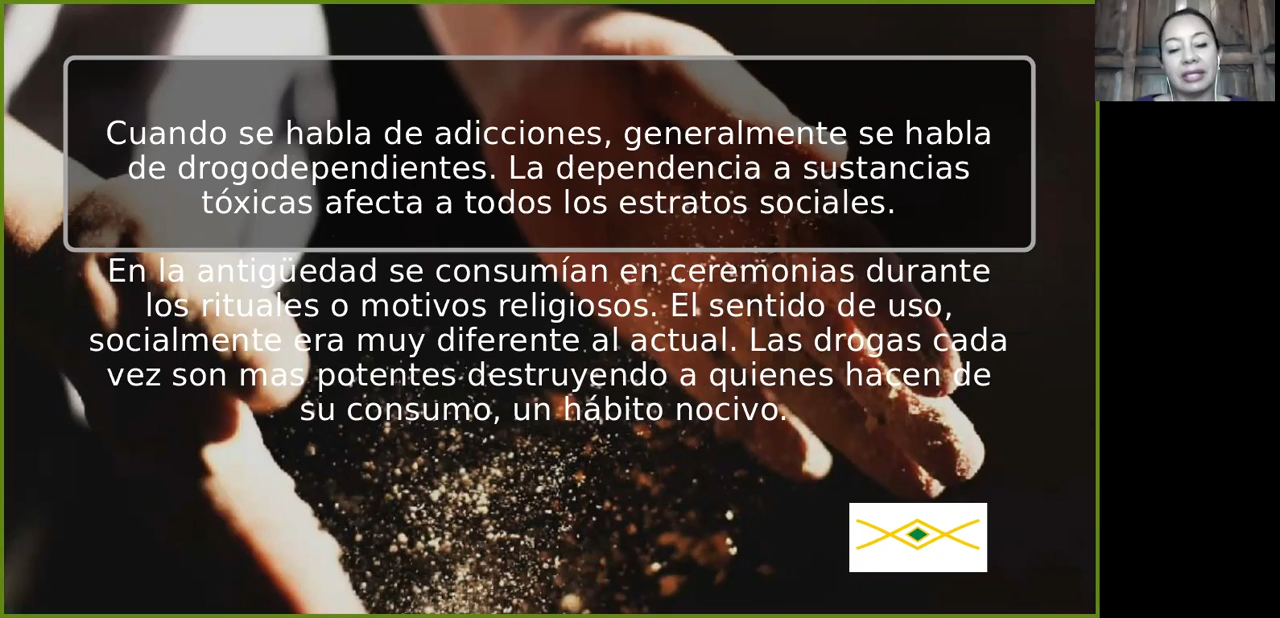 Cuando se habla de adicciones, generalmente se habla
de drogodependientes. La dependencia a sustancias
tóxicas afecta a todos los estratos sociales.
En la antigüedad se consumían en ceremonias durante
los rituales o motivos religiosos. El sentido de uso,
socialmente era muy diferente al actual. Las drogas cada
vez son mas potentes destruyendo a quienes hacen de
su consumo, un hábito nocivo.